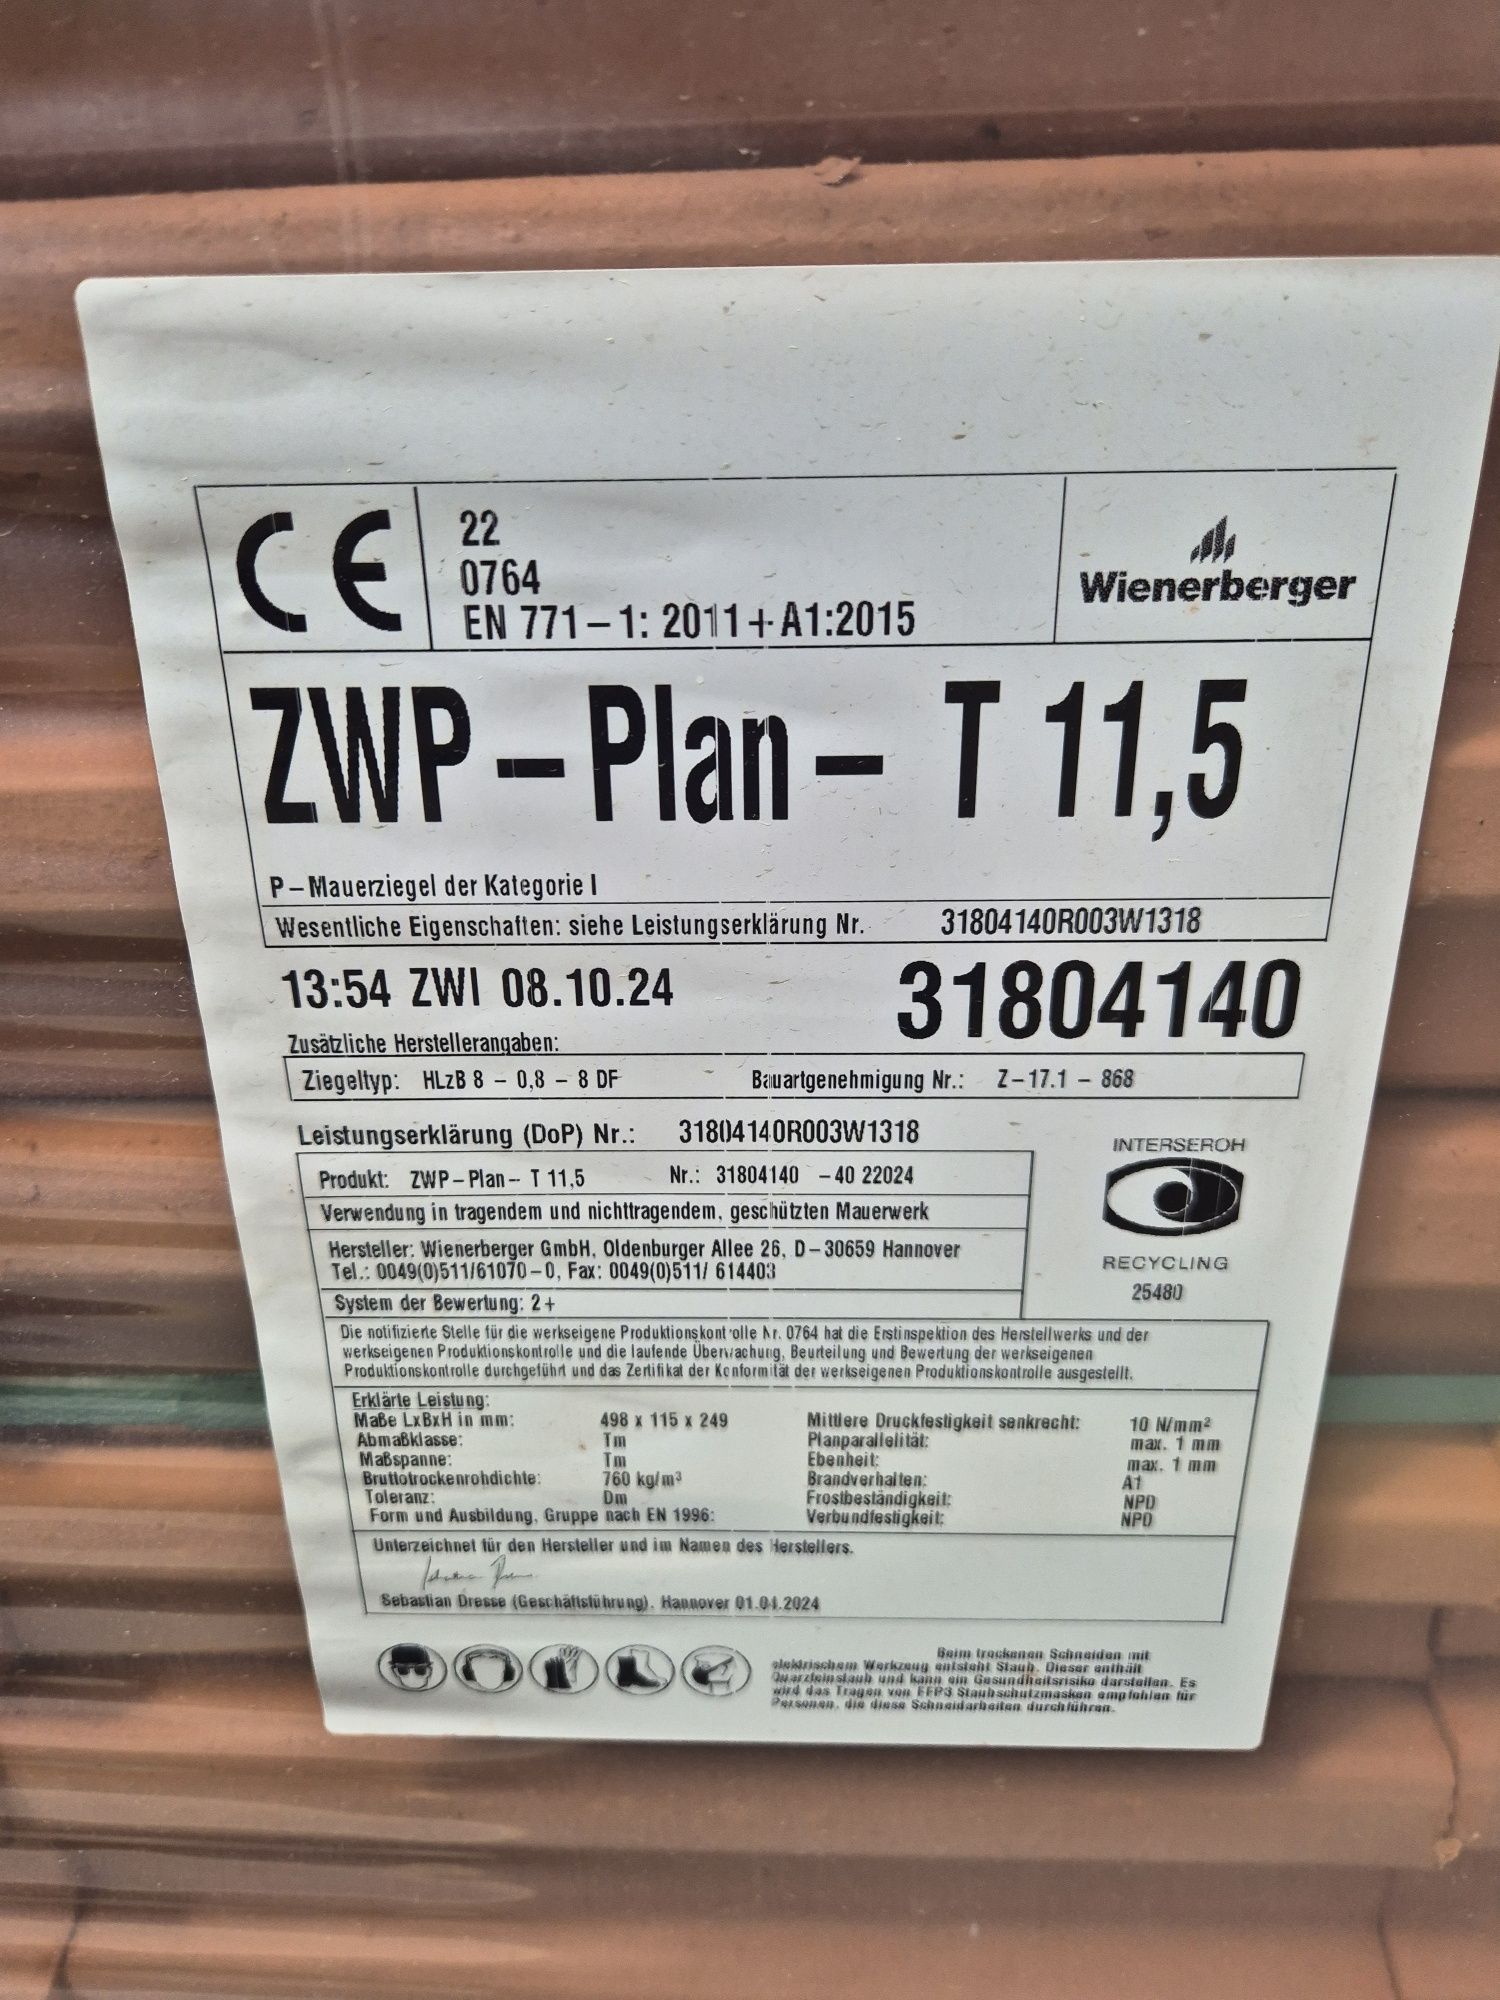 CE
22
0764
EN 771-1: 2011+A1:2015
Wienerberger
ZWP-Plan- T 11,5
P-Mauerziegel der Kategorie I
Wesentliche Eigenschaften: siehe Leistungserklärung Nr. 31804140R003W1318
13:54 ZWI 08.10.24 31804140
Zusätzliche Herstellerangaben:
Ziegeltyp: HLzB 8 - 0,8 - 8 DF Bauartgenehmigung Nr.: Z-17.1 - 868
Leistungserklärung (DoP) Nr.: 31804140R003W1318
Produkt: ZWP-Plan- T 11,5 Nr.: 31804140 -40 22024
Verwendung in tragendem und nichttragendem, geschützten Mauerwerk
Hersteller: Wienerberger GmbH, Oldenburger Allee 26, D-30659 Hannover
Tel.: 0049(0)511/61070-0, Fax: 0049(0)511/ 614403
System der Bewertung: 2+
INTERSEROH
RECYCLING
25480
Die notifizierte Stelle für die werkseigene Produktionskontrolle Nr. 0764 hat die Erstinspektion des Herstellwerks und der
werkseigenen Produktionskontrolle und die laufende Überwachung, Beurteilung und Bewertung der werkseigenen
Produktionskontrolle durchgeführt und das Zertifikat der Konformität der werkseigenen Produktionskontrolle ausgestellt.
Erklärte Leistung:
Maße LxBxH in mm: 498 x 115 x 249 Mittlere Druckfestigkeit senkrecht: 10 N/mm²
Abmaßklasse: Tm Planparallelität: max. 1 mm
Maßspanne: Tm Ebenheit: max. 1 mm
Bruttotrockenrohdichte: 760 kg/m³ Brandverhalten: A1
Toleranz: Dm Frostbeständigkeit: NPD
Form und Ausbildung, Gruppe nach EN 1996: Verbundfestigkeit: NPD
Unterzeichnet für den Hersteller und im Namen des Herstellers.
Sebastian Dresse (Geschäftsführung), Hannover 01.04.2024
Beim trockenen Schneiden mit
elektrischem Werkzeug entsteht Staub. Dieser enthält
Quarzfeinstaub und kann ein Gesundheitsrisiko darstellen. Es
wird das Tragen von FFP3 Staubschutzmasken empfohlen für
Personen, die diese Schneidarbeiten durchführen.